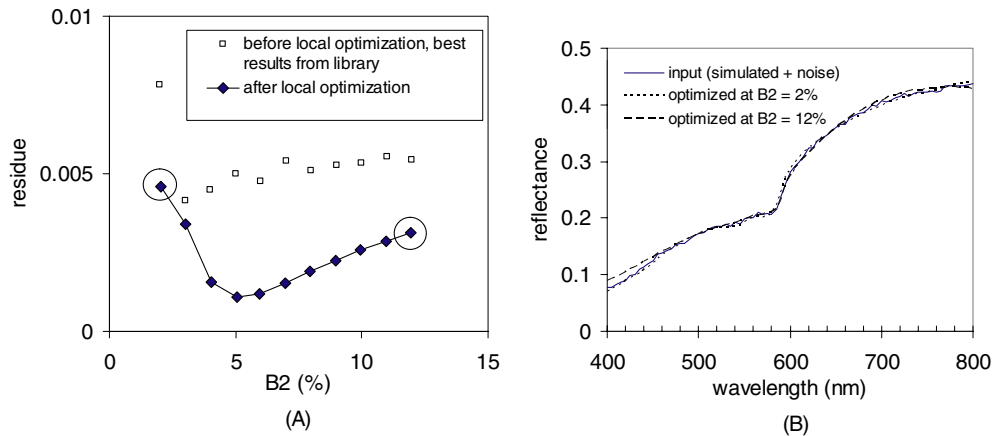 0.01
0.005
0
residue
before local optimization, best
results from library
after local optimization
0
5
10
15
B2 (%)
(A)
0.5
0.4
0.3
0.2
0.1
0
reflectance
input (simulated + noise)
optimized at B2 = 2%
optimized at B2 = 12%
400
500
600
700
800
wavelength (nm)
(B)